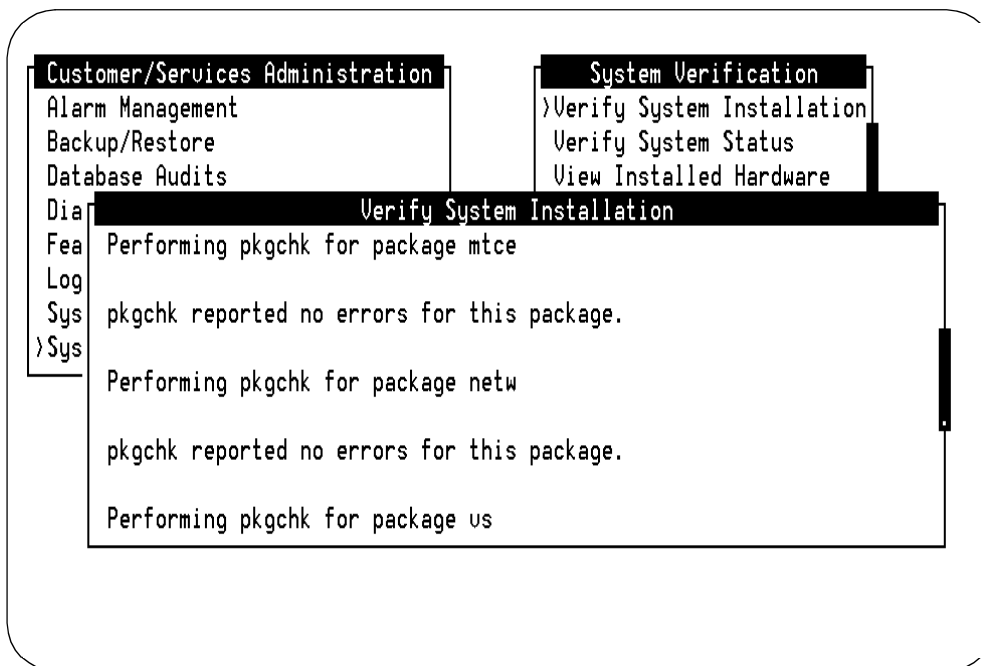 Customer/Services Administration
Alarm Management
Backup/Restore
Database Audits
Dia
Fea
Log
Sys
>Sys
System Verification
>Verify System Installation
Verify System Status
View Installed Hardware
Verify System Installation
Performing pkgchk for package mtce
pkgchk reported no errors for this package.
Performing pkgchk for package netw
pkgchk reported no errors for this package.
Performing pkgchk for package vs